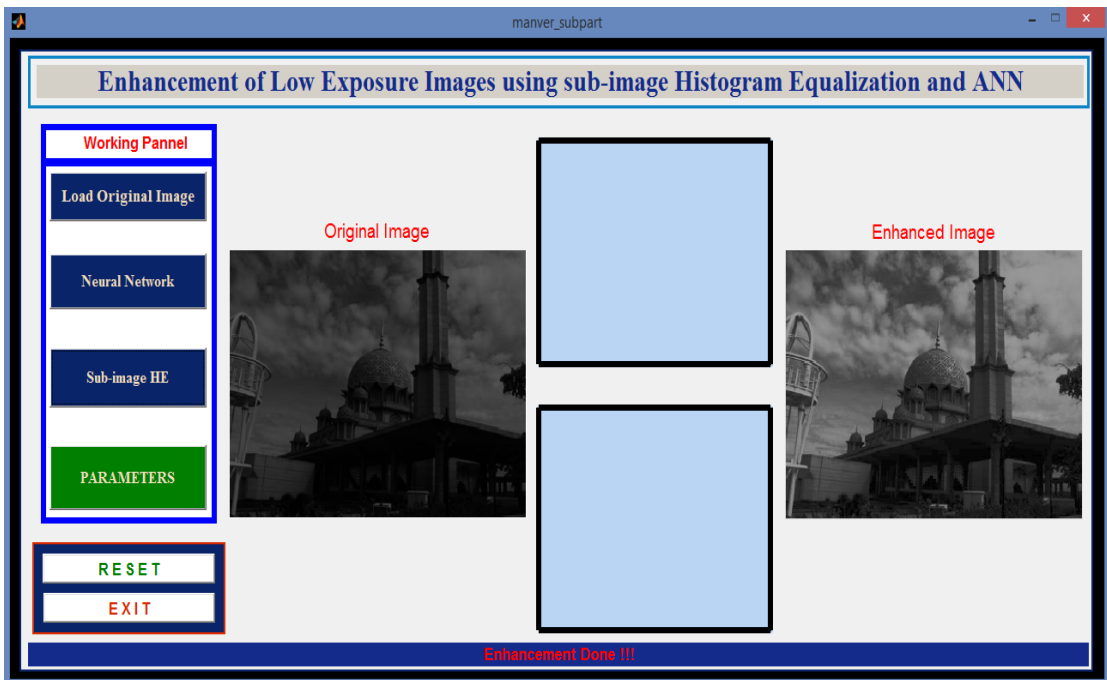 manver_subpart
Enhancement of Low Exposure Images using sub-image Histogram Equalization and ANN
Working Pannel
Load Original Image
Neural Network
Sub-image HE
PARAMETERS
RESET
EXIT
Original Image
Enhanced Image
Enhancement Done !!!